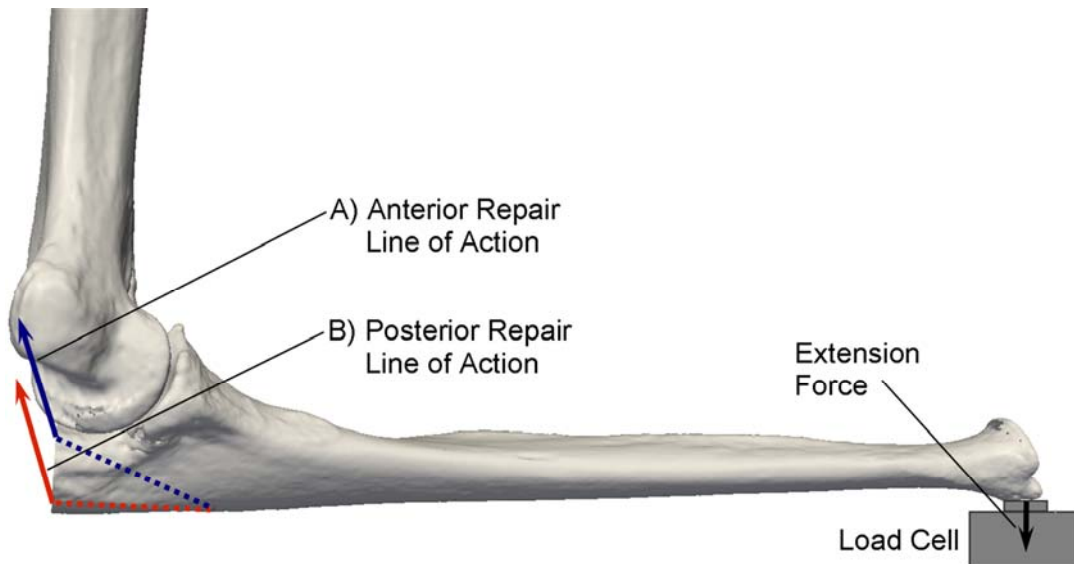 A) Anterior Repair
Line of Action
B) Posterior Repair
Line of Action
Extension
Force
Load Cell